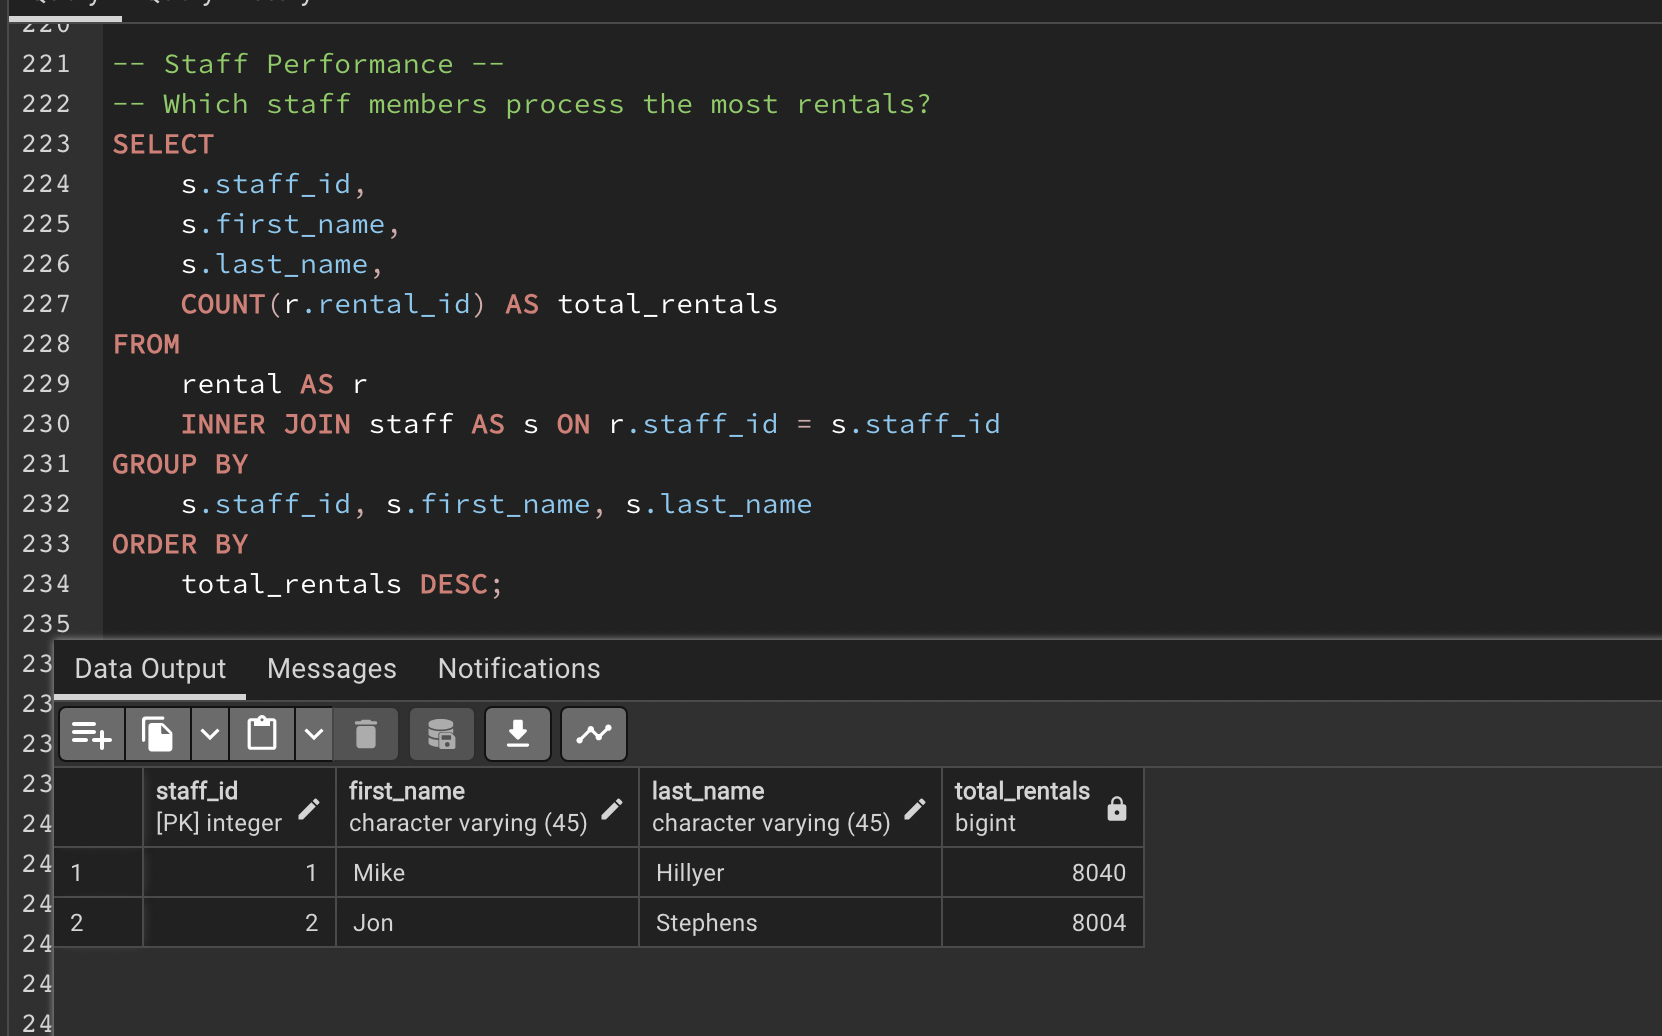 220
221 -- Staff Performance --
222 -- Which staff members process the most rentals?
223 SELECT
224 s.staff_id,
225 s.first_name,
226 s.last_name,
227 COUNT(r.rental_id) AS total_rentals
228 FROM
229 rental AS r
230 INNER JOIN staff AS s ON r.staff_id = s.staff_id
231 GROUP BY
232 s.staff_id, s.first_name, s.last_name
233 ORDER BY
234 total_rentals DESC;
235
23 Data Output Messages Notifications
23
23
23 staff_id first_name last_name total_rentals
24 [PK] integer character varying (45) character varying (45) bigint
24 1 1 Mike Hillyer 8040
24 2 2 Jon Stephens 8004
24
24
24